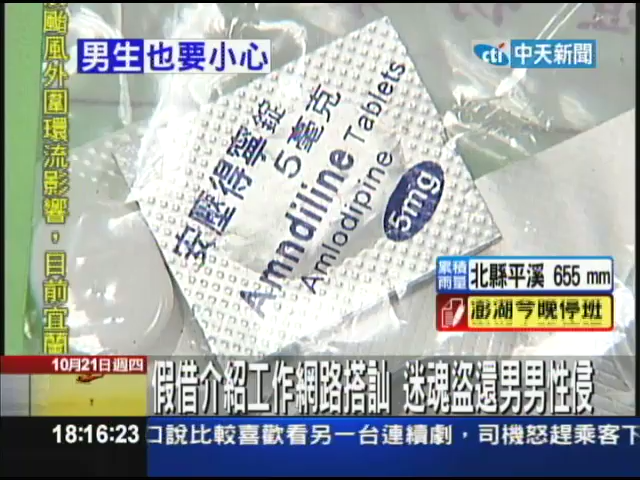 男生也要小心
cti 中天新聞
颱風外圍環流影響，目前宜蘭
安壓得寧錠
5毫克
Amndiline Tablets
Amlodipine
5mg
累積雨量 北縣平溪 655 mm
澎湖今晚停班
10月21日週四
假借介紹工作網路搭訕 迷魂盜還男男性侵
18:16:23
口說比較喜歡看另一台連續劇，司機怒趕乘客下